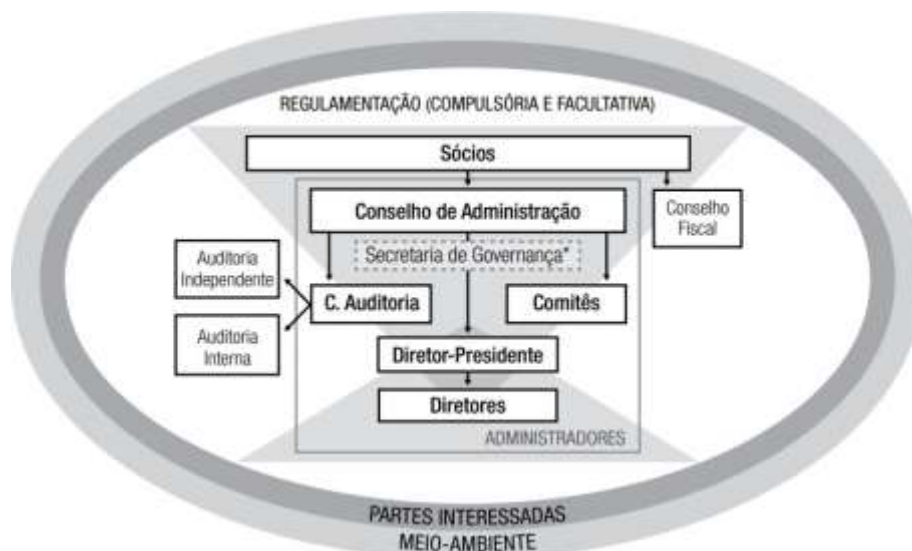 REGULAMENTAÇÃO (COMPULSÓRIA E FACULTATIVA)
Sócios
Conselho de Administração
Conselho
Fiscal
Secretaria de Governança*
Auditoria
Independente
C. Auditoria
Comitês
Auditoria
Interna
Diretor-Presidente
Diretores
ADMINISTRADORES
PARTES INTERESSADAS
MEIO-AMBIENTE